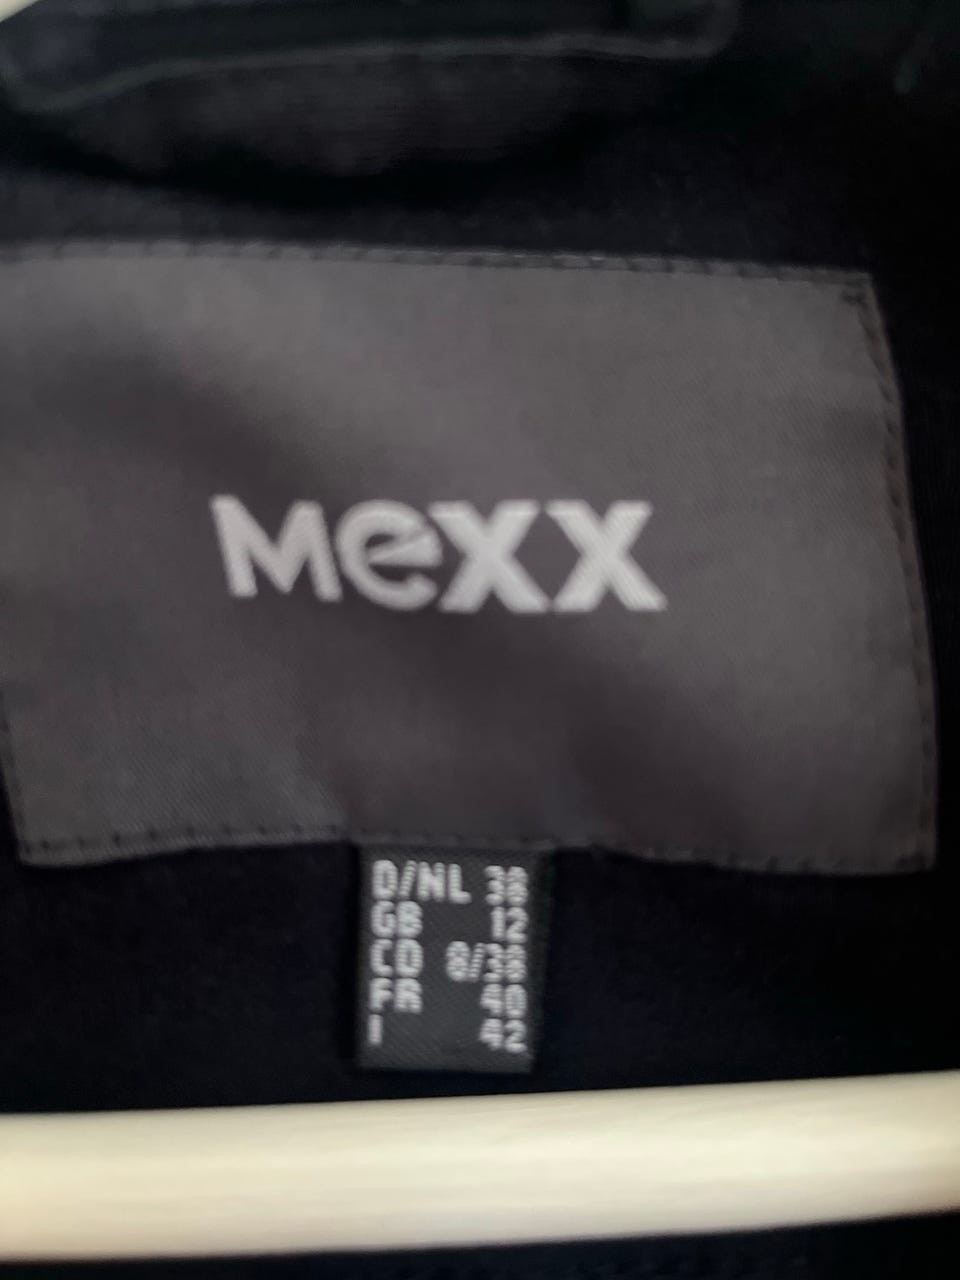 Mexx
D/NL 38
GB 12
CD 8/38
FR 40
I 42